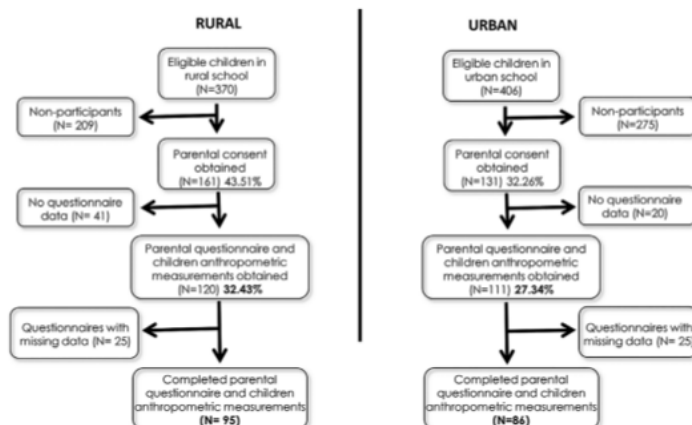 RURAL
Eligible children in
rural school
(N=370)
Non-participants
(N= 209)
Parental consent
obtained
(N=161) 43.51%
No questionnaire
data (N= 41)
Parental questionnaire and
children anthropometric
measurements obtained
(N=120) 32.43%
Questionnaires with
missing data (N= 25)
Completed parental
questionnaire and children
anthropometric measurements
(N= 95)
URBAN
Eligible children in
urban school
(N=406)
Non-participants
(N=275)
Parental consent
obtained
(N=131) 32.26%
No questionnaire
data (N=20)
Parental questionnaire and
children anthropometric
measurements obtained
(N=111) 27.34%
Questionnaires with
missing data (N= 25)
Completed parental
questionnaire and children
anthropometric measurements
(N=86)